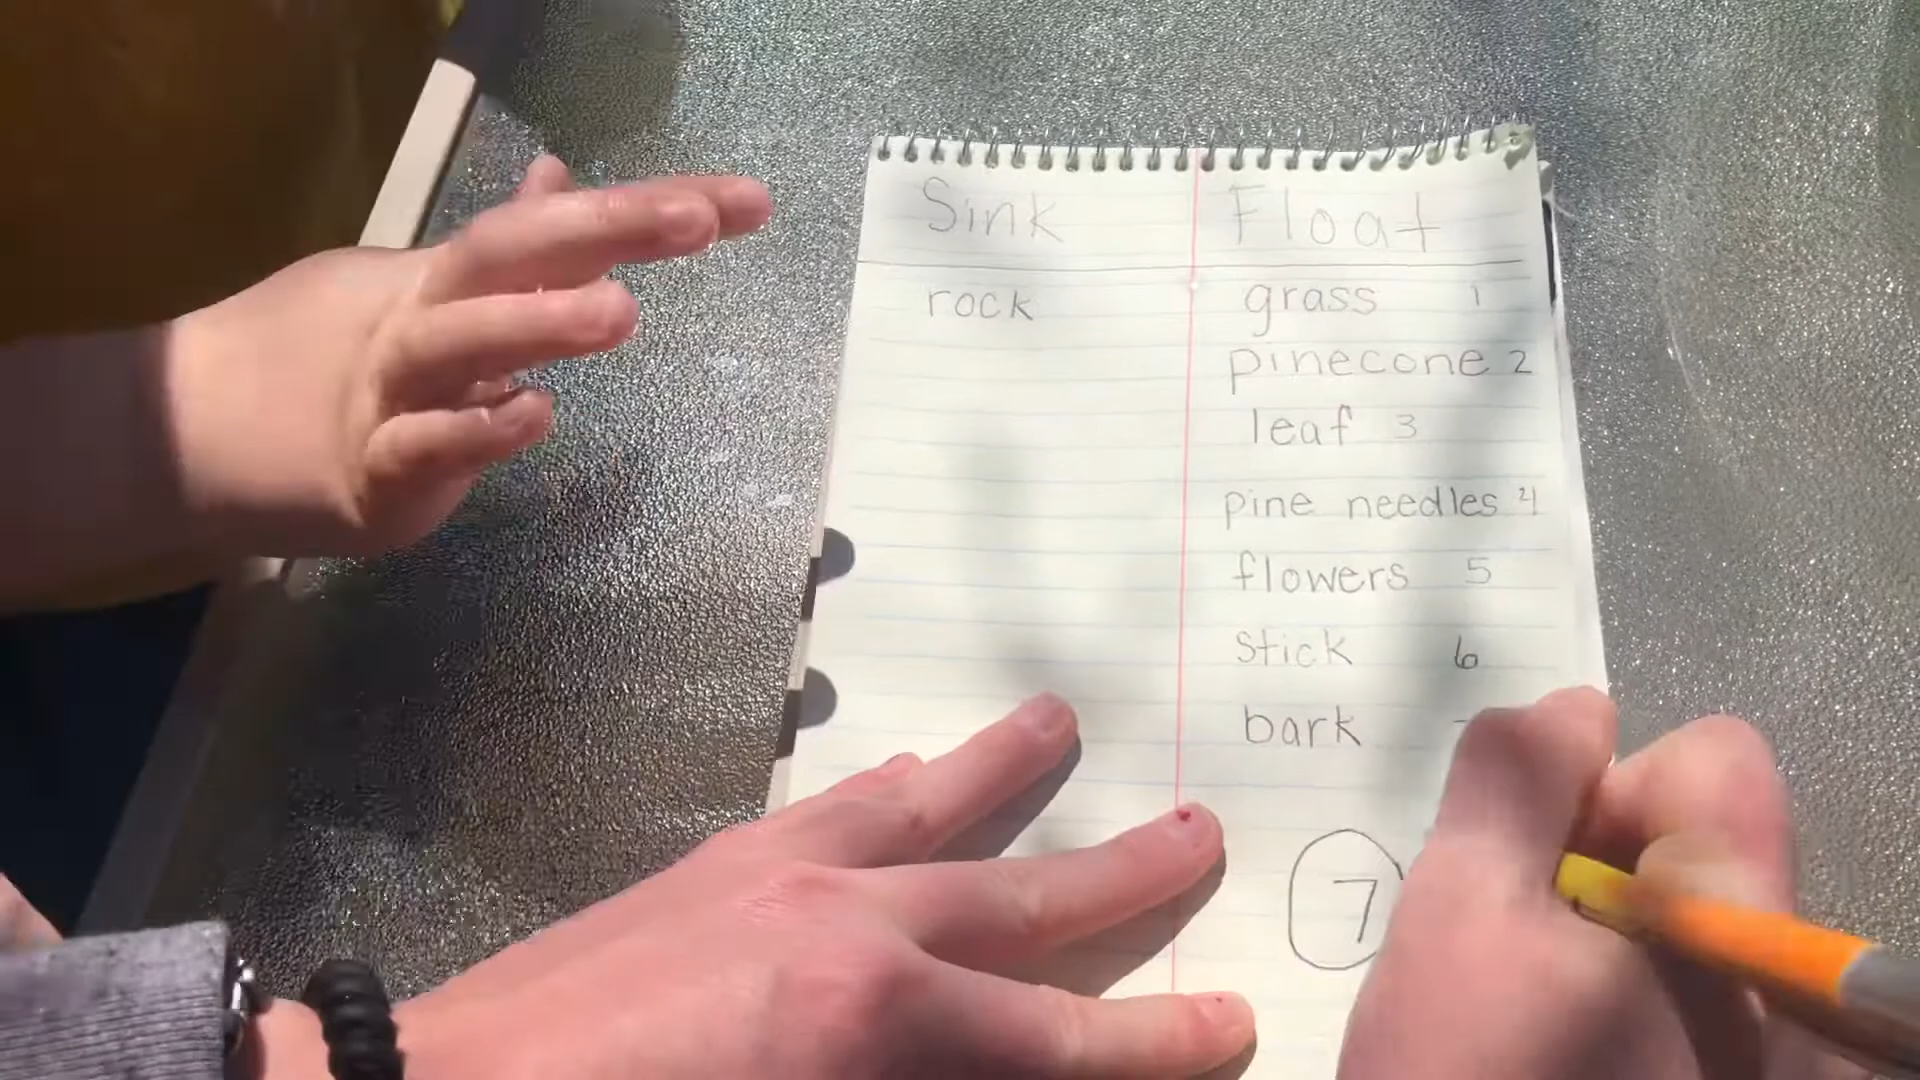 Sink Float
rock grass 1
pinecone 2
leaf 3
pine needles 4
flowers 5
stick 6
bark
7